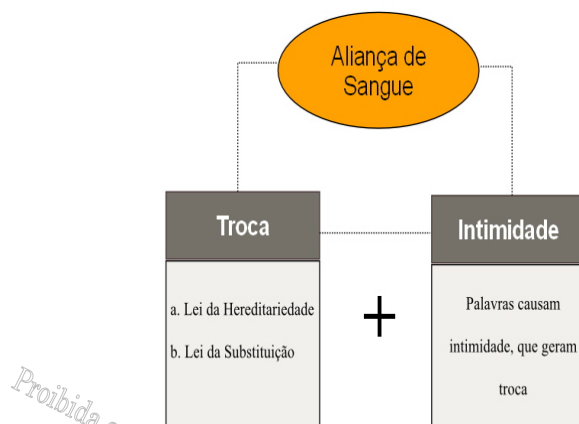 Aliança de
Sangue
Troca
a. Lei da Hereditariedade
b. Lei da Substituição
+
Intimidade
Palavras causam
intimidade, que geram
troca
Proibida